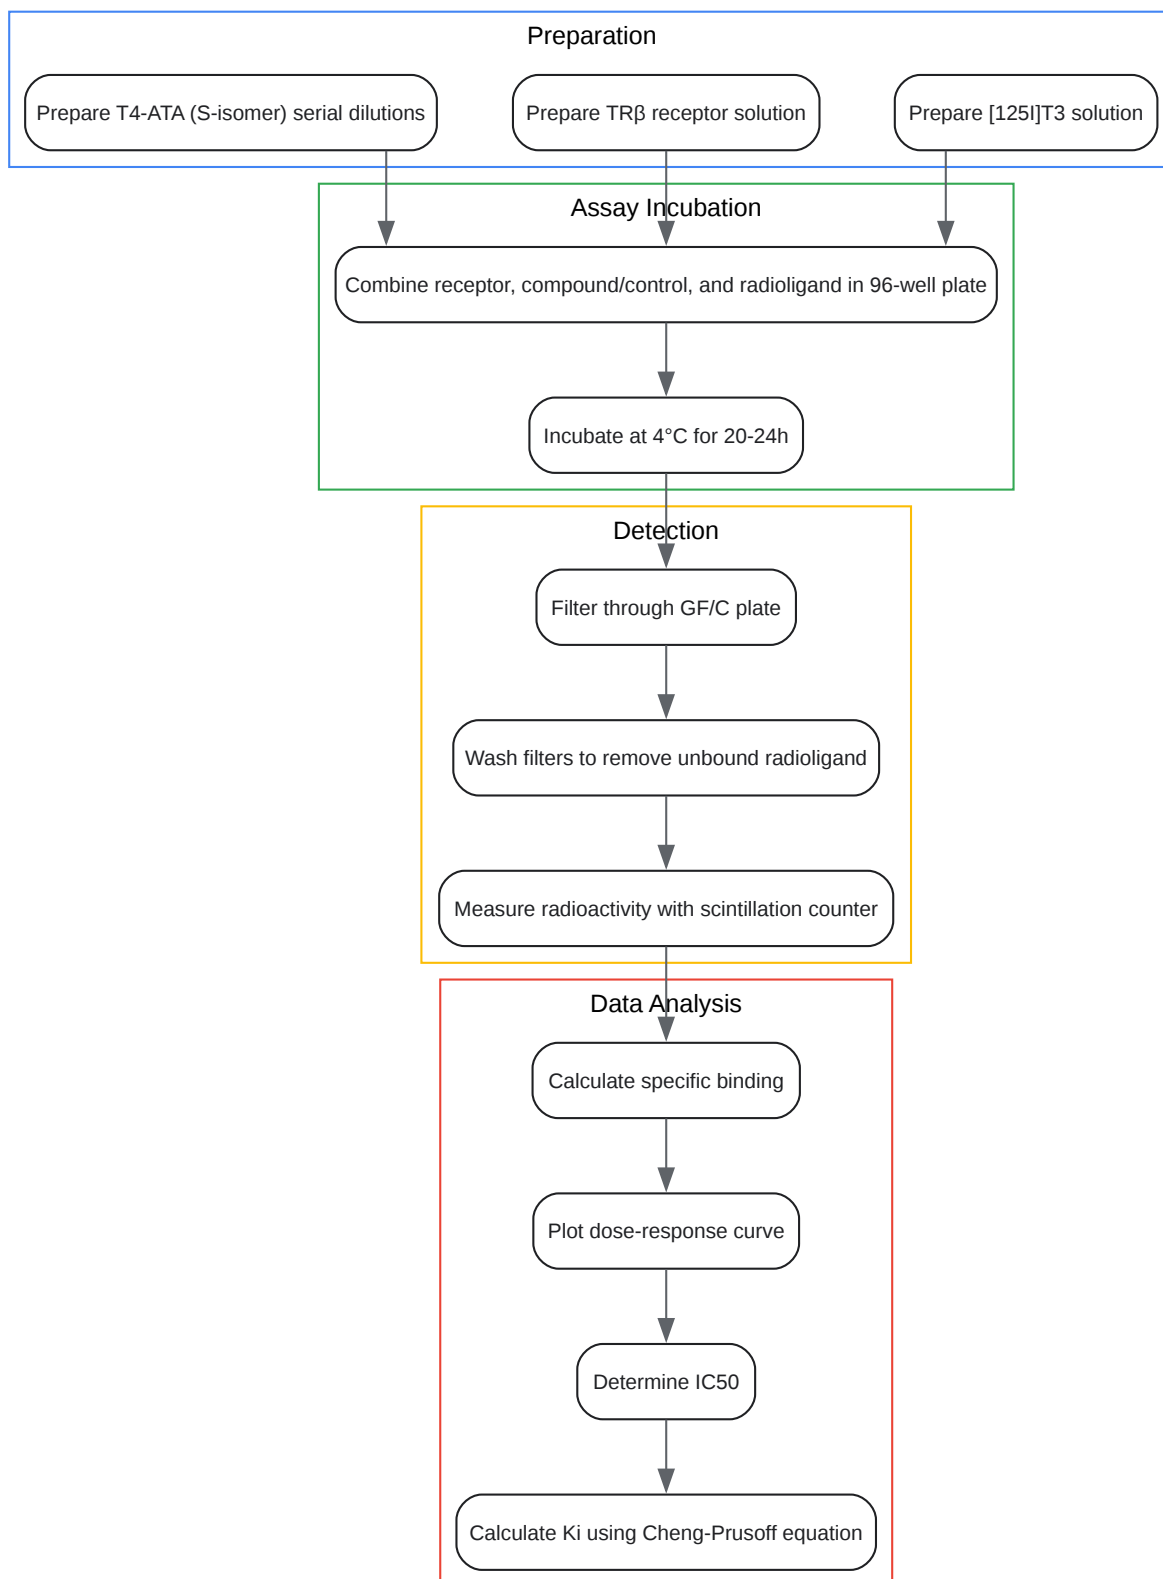 Preparation
Prepare T4-ATA (S-isomer) serial dilutions
Prepare TRβ receptor solution
Prepare [125I]T3 solution
Assay Incubation
Combine receptor, compound/control, and radioligand in 96-well plate
Incubate at 4°C for 20-24h
Detection
Filter through GF/C plate
Wash filters to remove unbound radioligand
Measure radioactivity with scintillation counter
Data Analysis
Calculate specific binding
Plot dose-response curve
Determine IC50
Calculate Ki using Cheng-Prusoff equation